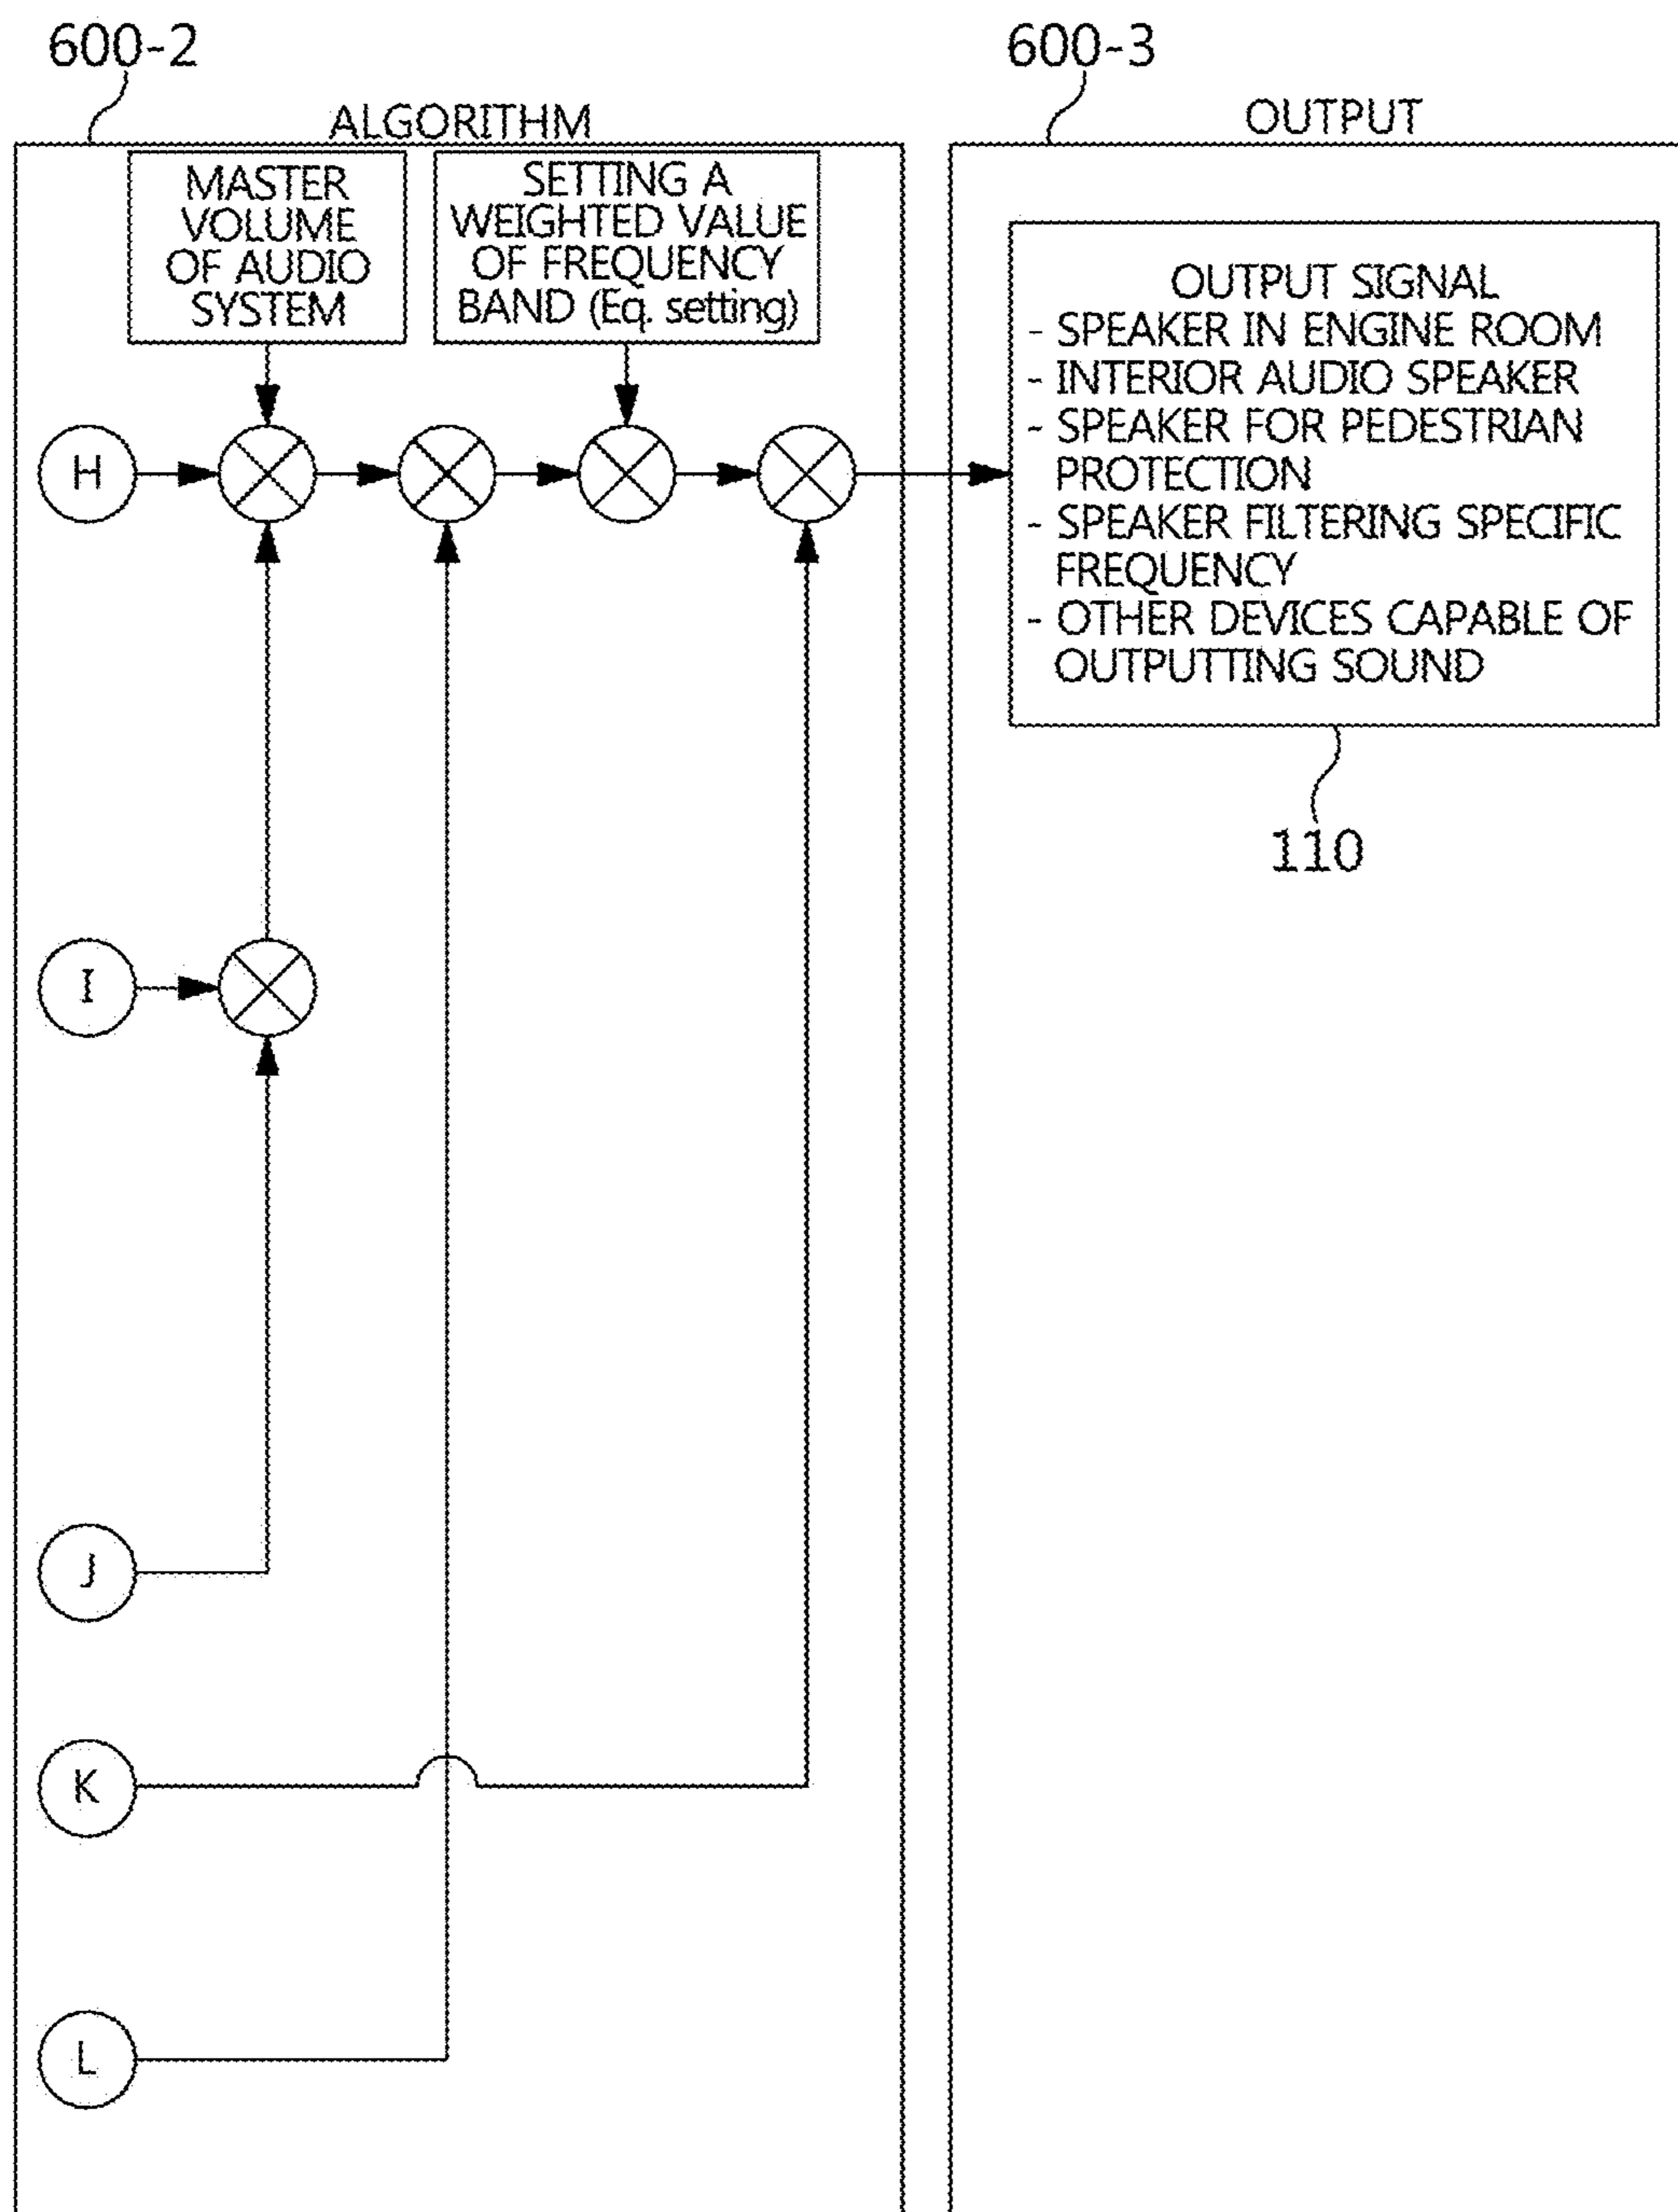 600-2
600-3
ALGORITHM
OUTPUT
MASTER
VOLUME
OF AUDIO
SYSTEM
SETTING A
WEIGHTED VALUE
OF FREQUENCY
BAND (Eq. setting)
OUTPUT SIGNAL
- SPEAKER IN ENGINE ROOM
- INTERIOR AUDIO SPEAKER
- SPEAKER FOR PEDESTRIAN
PROTECTION
- SPEAKER FILTERING SPECIFIC
FREQUENCY
- OTHER DEVICES CAPABLE OF
OUTPUTTING SOUND
110
H
I
J
K
L